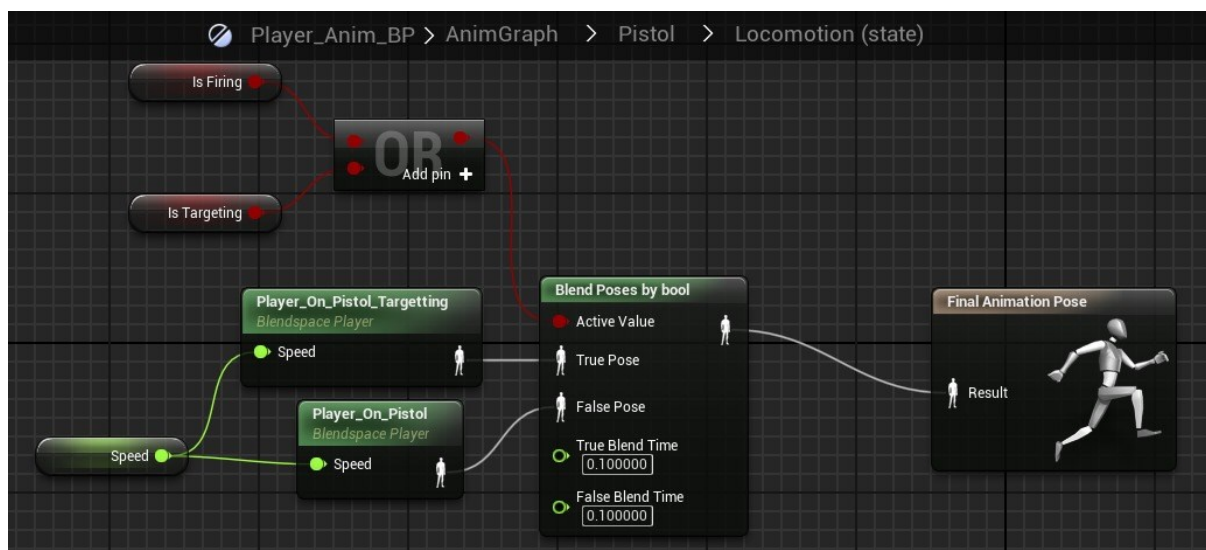 Player_Anim_BP > AnimGraph > Pistol > Locomotion (state)
Is Firing
OR
Add pin +
Is Targeting
Player_On_Pistol_Targetting
Blendspace Player
Speed
Player_On_Pistol
Blendspace Player
Speed
Speed
Blend Poses by bool
Active Value
True Pose
False Pose
True Blend Time
0.100000
False Blend Time
0.100000
Final Animation Pose
Result